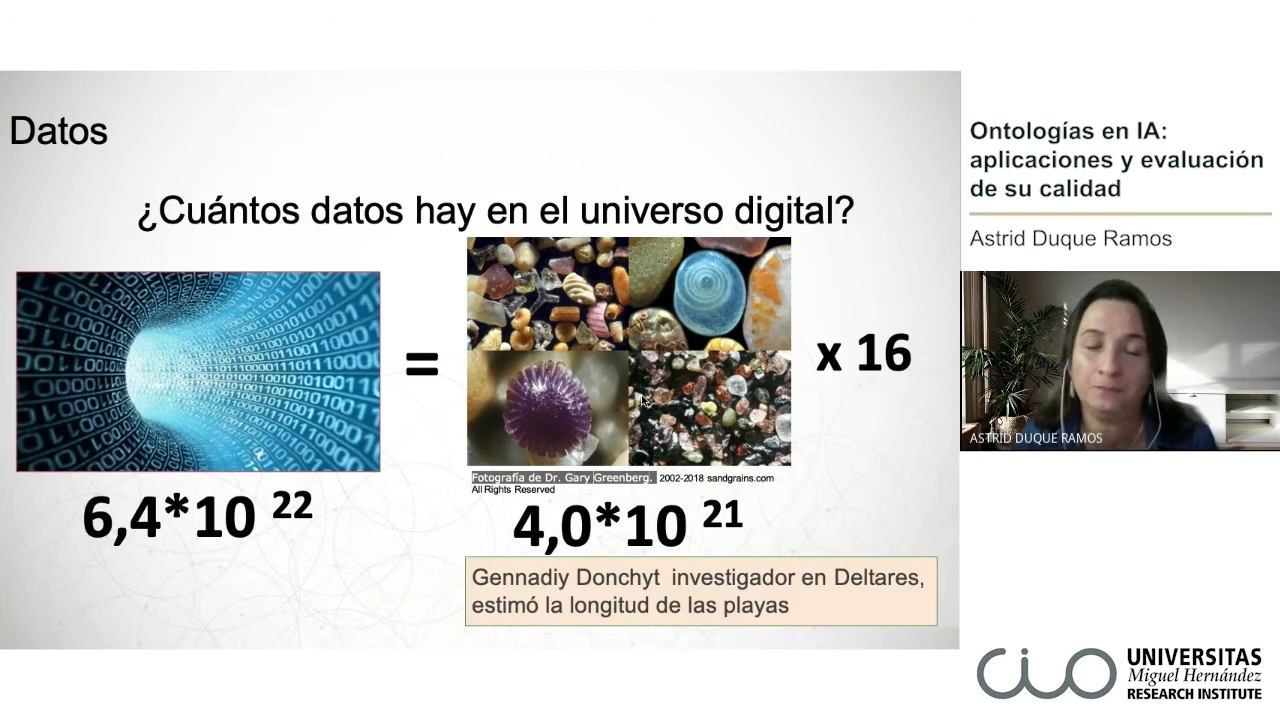 Datos
¿Cuántos datos hay en el universo digital?
=
x 16
Fotografía de Dr. Gary Greenberg. 2002-2018 sandgrains.com
All Rights Reserved
6,4*10 22
4,0*10 21
Gennadiy Donchyt investigador en Deltares,
estimó la longitud de las playas
Ontologías en IA:
aplicaciones y evaluación
de su calidad
Astrid Duque Ramos
ASTRID DUQUE RAMOS
cio
UNIVERSITAS
Miguel Hernández
RESEARCH INSTITUTE